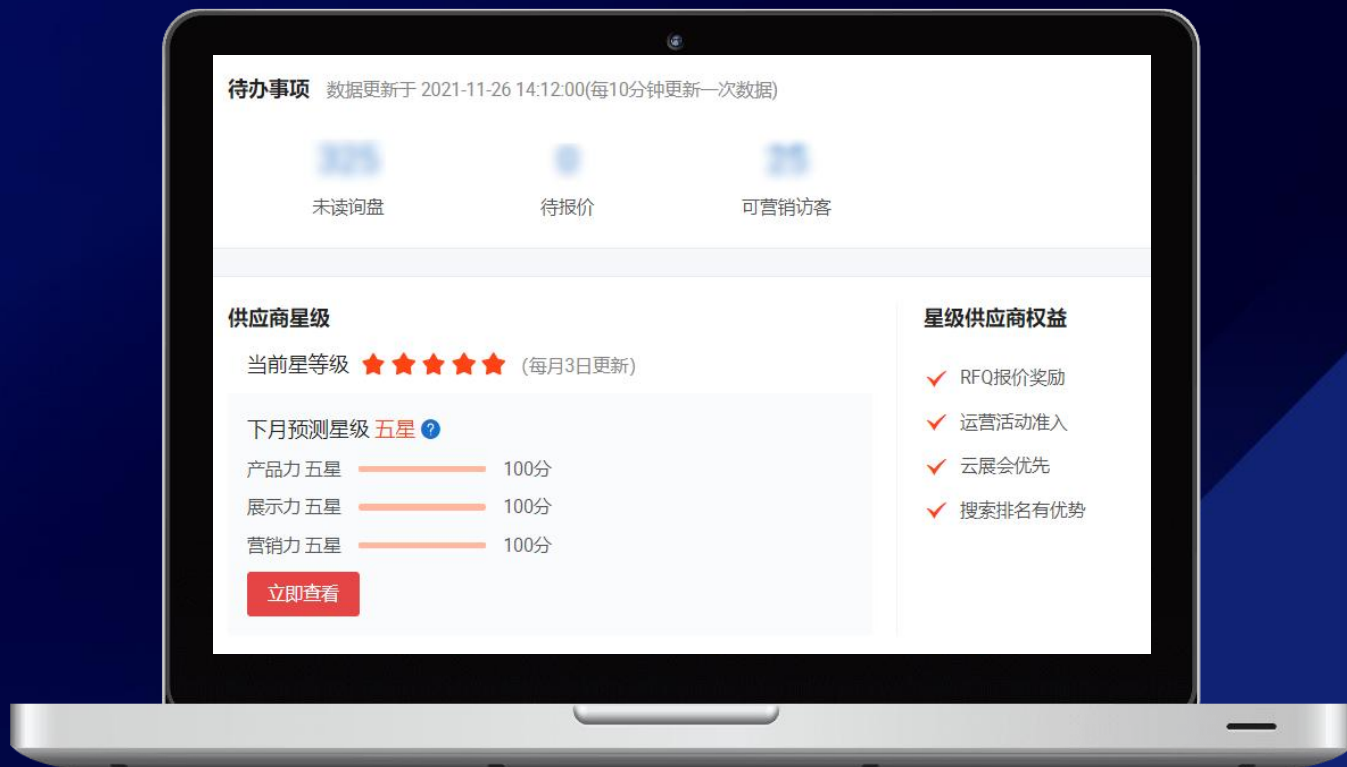 待办事项 数据更新于 2021-11-26 14:12:00(每10分钟更新一次数据)
未读询盘 待报价 可营销访客
供应商星级
当前星等级 (每月3日更新)
下月预测星级 五星 ?
产品力 五星 100分
展示力 五星 100分
营销力 五星 100分
立即查看
星级供应商权益
RFQ报价奖励
运营活动准入
云展会优先
搜索排名有优势